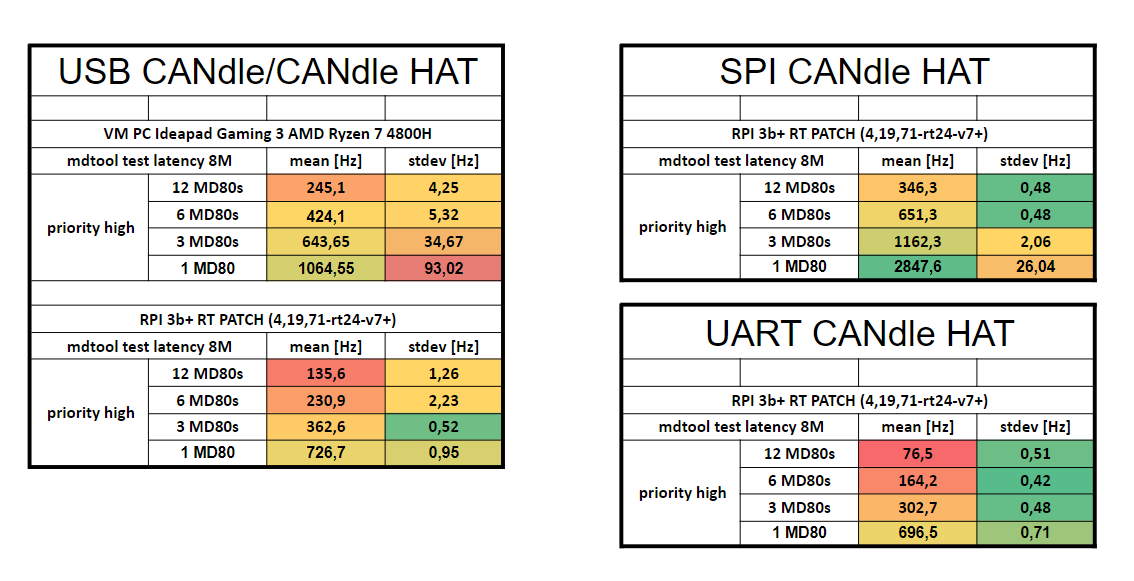 USB CANdle/CANdle HAT
VM PC Ideapad Gaming 3 AMD Ryzen 7 4800H
mdtool test latency 8M mean [Hz] stdev [Hz]
priority high
12 MD80s 245,1 4,25
6 MD80s 424,1 5,32
3 MD80s 643,65 34,67
1 MD80 1064,55 93,02
RPI 3b+ RT PATCH (4,19,71-rt24-v7+)
mdtool test latency 8M mean [Hz] stdev [Hz]
priority high
12 MD80s 135,6 1,26
6 MD80s 230,9 2,23
3 MD80s 362,6 0,52
1 MD80 726,7 0,95
SPI CANdle HAT
RPI 3b+ RT PATCH (4,19,71-rt24-v7+)
mdtool test latency 8M mean [Hz] stdev [Hz]
priority high
12 MD80s 346,3 0,48
6 MD80s 651,3 0,48
3 MD80s 1162,3 2,06
1 MD80 2847,6 26,04
UART CANdle HAT
RPI 3b+ RT PATCH (4,19,71-rt24-v7+)
mdtool test latency 8M mean [Hz] stdev [Hz]
priority high
12 MD80s 76,5 0,51
6 MD80s 164,2 0,42
3 MD80s 302,7 0,48
1 MD80 696,5 0,71